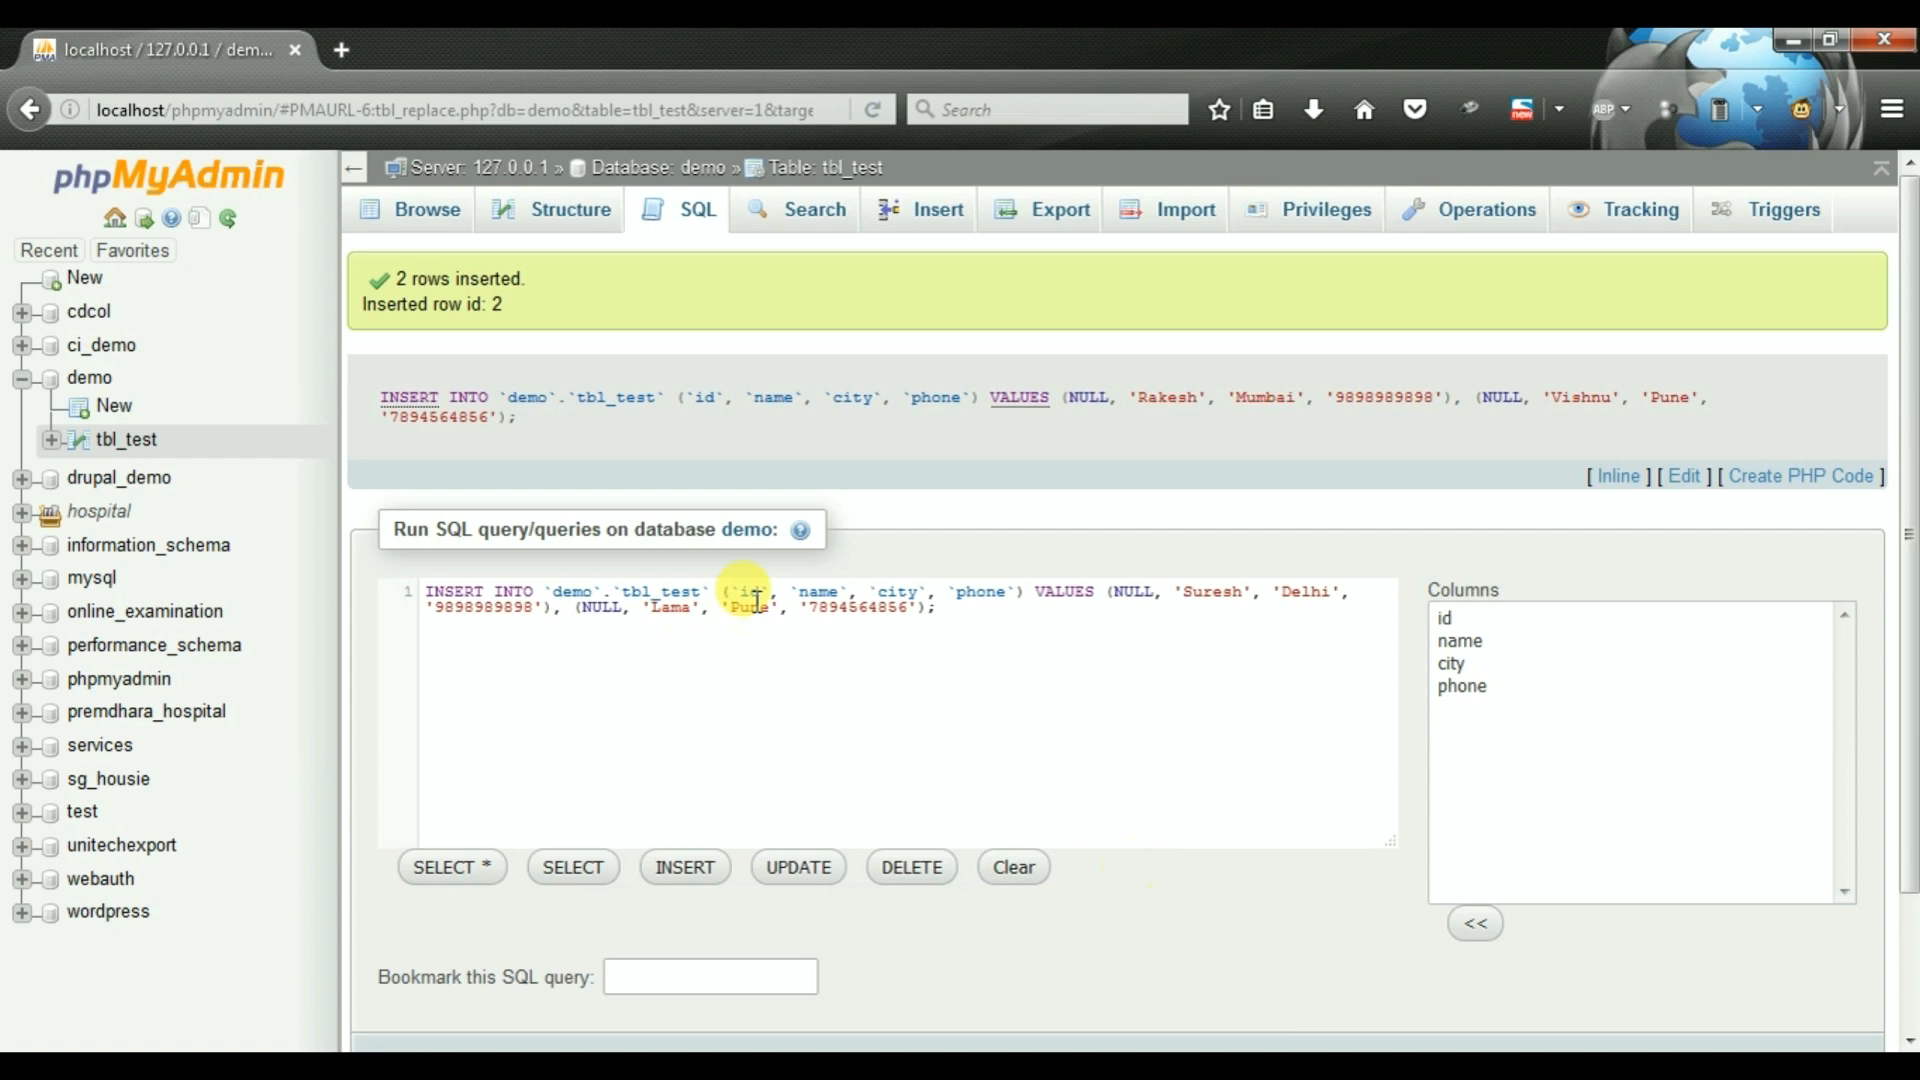 localhost / 127.0.0.1 / dem...
localhost/phpmyadmin/#PMAURL-6:tbl_replace.php?db=demo&table=tbl_test&server=1&targe
Search
ABP
new
phpMyAdmin
Recent
Favorites
New
cdcol
ci_demo
demo
New
tbl_test
drupal_demo
hospital
information_schema
mysql
online_examination
performance_schema
phpmyadmin
premdhara_hospital
services
sg_housie
test
unitechexport
webauth
wordpress
Server: 127.0.0.1 » Database: demo » Table: tbl_test
Browse
Structure
SQL
Search
Insert
Export
Import
Privileges
Operations
Tracking
Triggers
2 rows inserted.
Inserted row id: 2
INSERT INTO `demo`.`tbl_test` (`id`, `name`, `city`, `phone`) VALUES (NULL, 'Rakesh', 'Mumbai', '9898989898'), (NULL, 'Vishnu', 'Pune',
'7894564856');
[ Inline ] [ Edit ] [ Create PHP Code ]
Run SQL query/queries on database demo:
1 INSERT INTO `demo`.`tbl_test` (`id`, `name`, `city`, `phone`) VALUES (NULL, 'Suresh', 'Delhi',
'9898989898'), (NULL, 'Lama', 'Pune', '7894564856');
Columns
id
name
city
phone
SELECT *
SELECT
INSERT
UPDATE
DELETE
Clear
<<
Bookmark this SQL query: